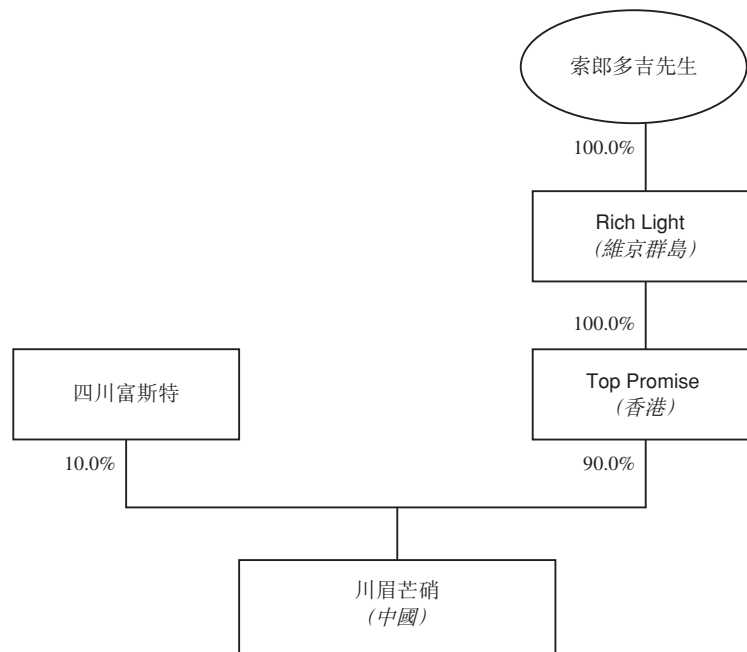 索郎多吉先生
100.0%
Rich Light
（維京群島）
100.0%
四川富斯特
Top Promise
（香港）
10.0%
90.0%
川眉芒硝
（中國）